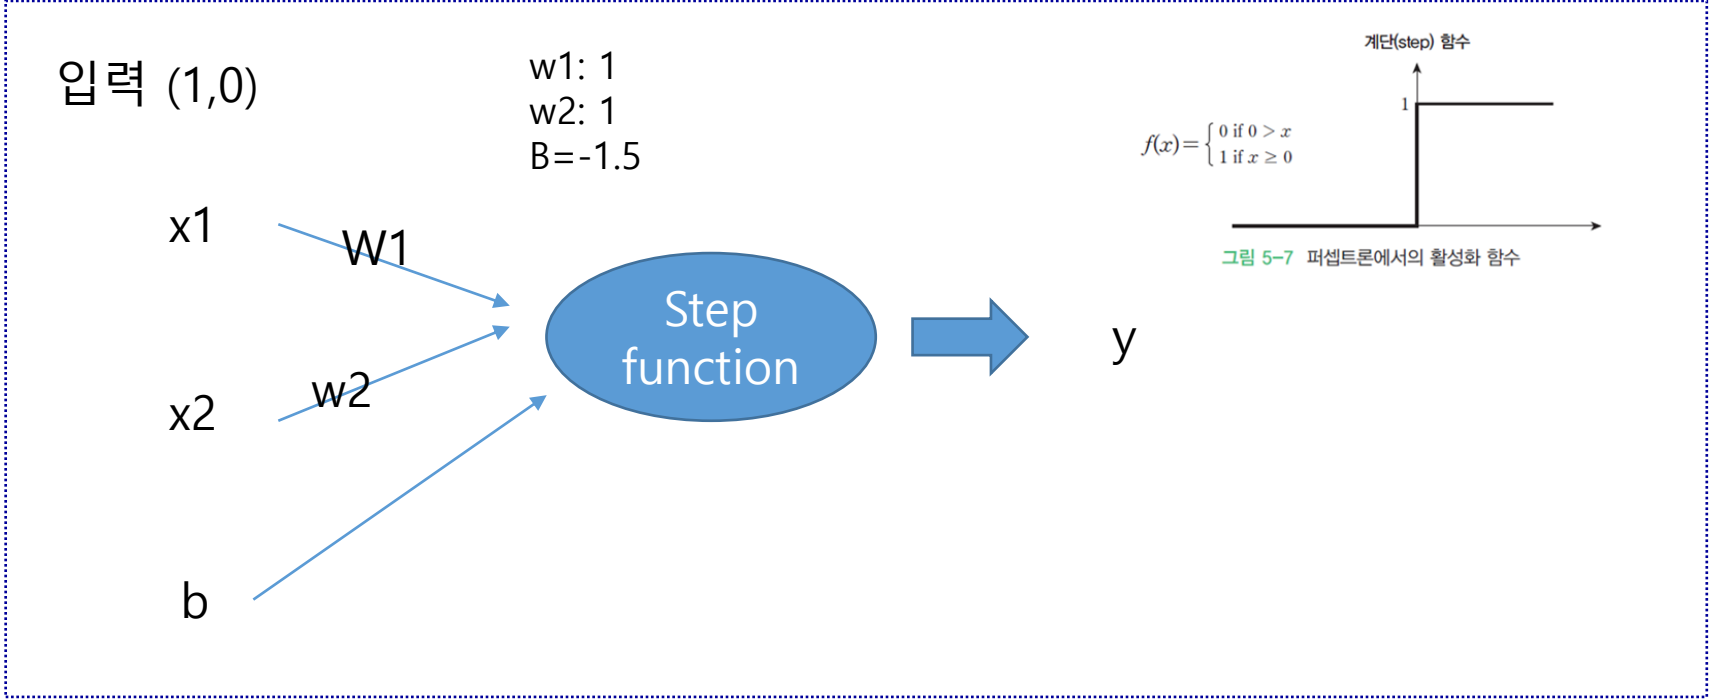 입력 (1,0)
w1: 1
w2: 1
B=-1.5
계단(step) 함수
1
f(x)= { 0 if 0 > x
1 if x ≥ 0
그림 5-7 퍼셉트론에서의 활성화 함수
x1
W1
Step
function
y
w2
x2
b